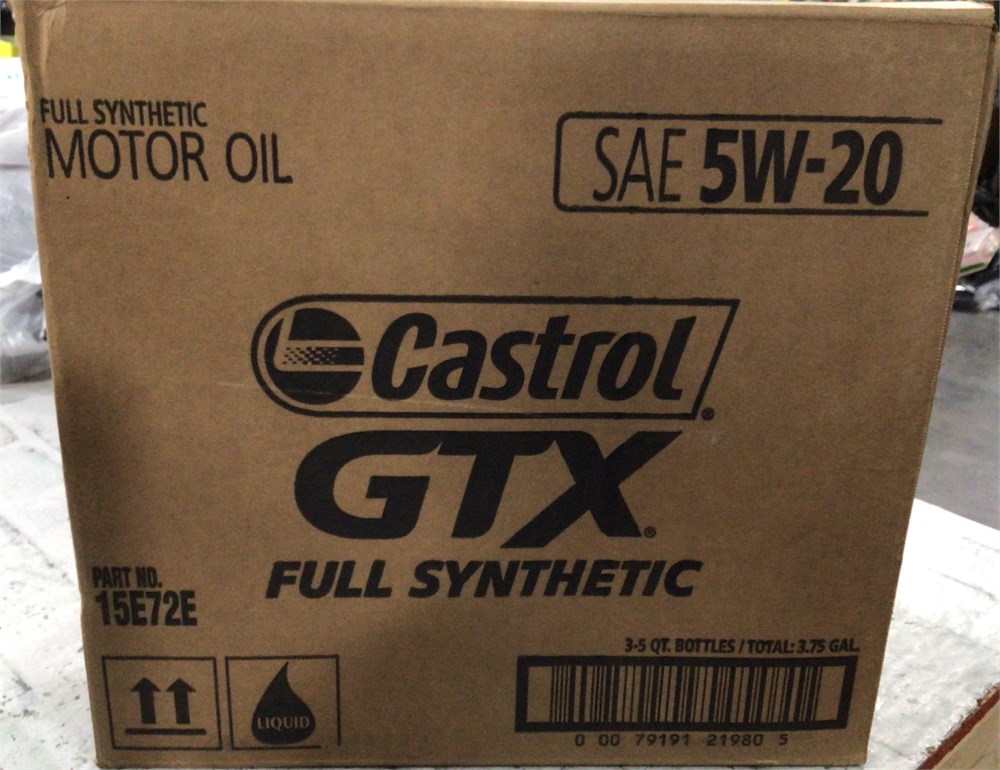 FULL SYNTHETIC
MOTOR OIL
SAE 5W-20
Castrol®
GTX®
FULL SYNTHETIC
PART NO.
15E72E
3-5 QT. BOTTLES / TOTAL: 3.75 GAL.
LIQUID
0 00 79191 21980 5